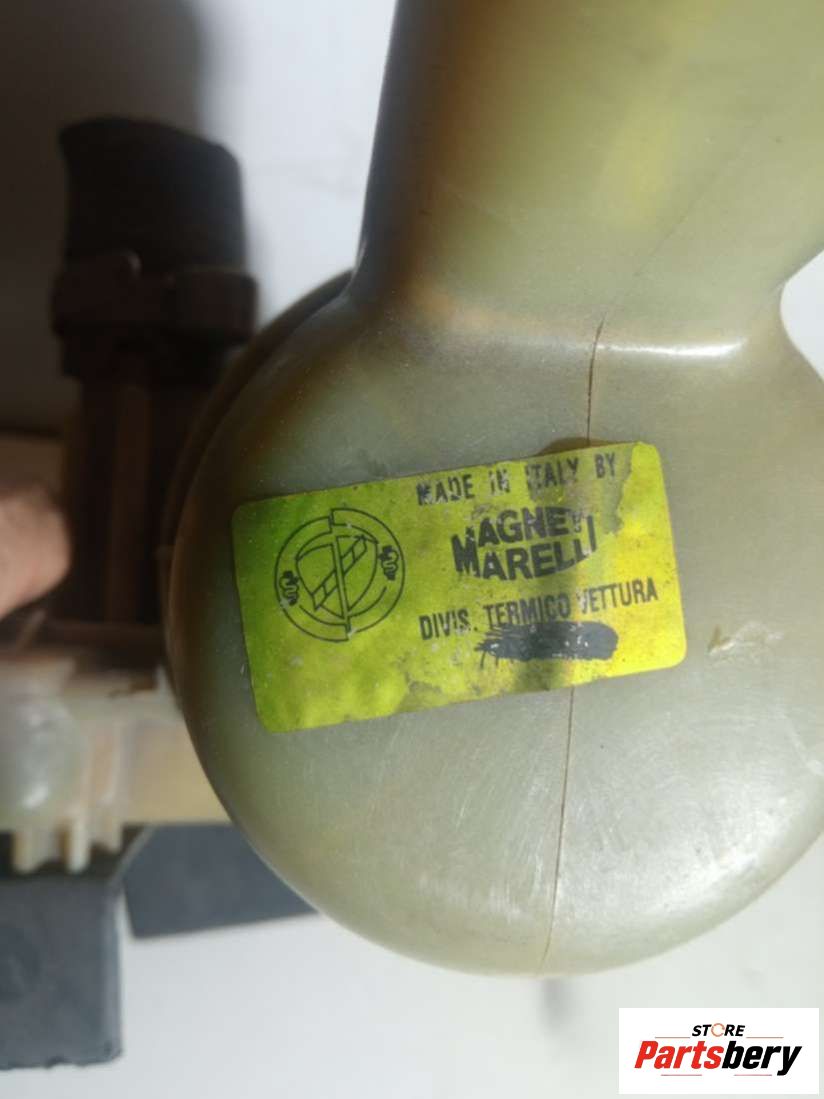 MADE IN ITALY BY
MAGNETI
MARELLI
DIVIS. TERMICO VETTURA
STORE
Partsbery